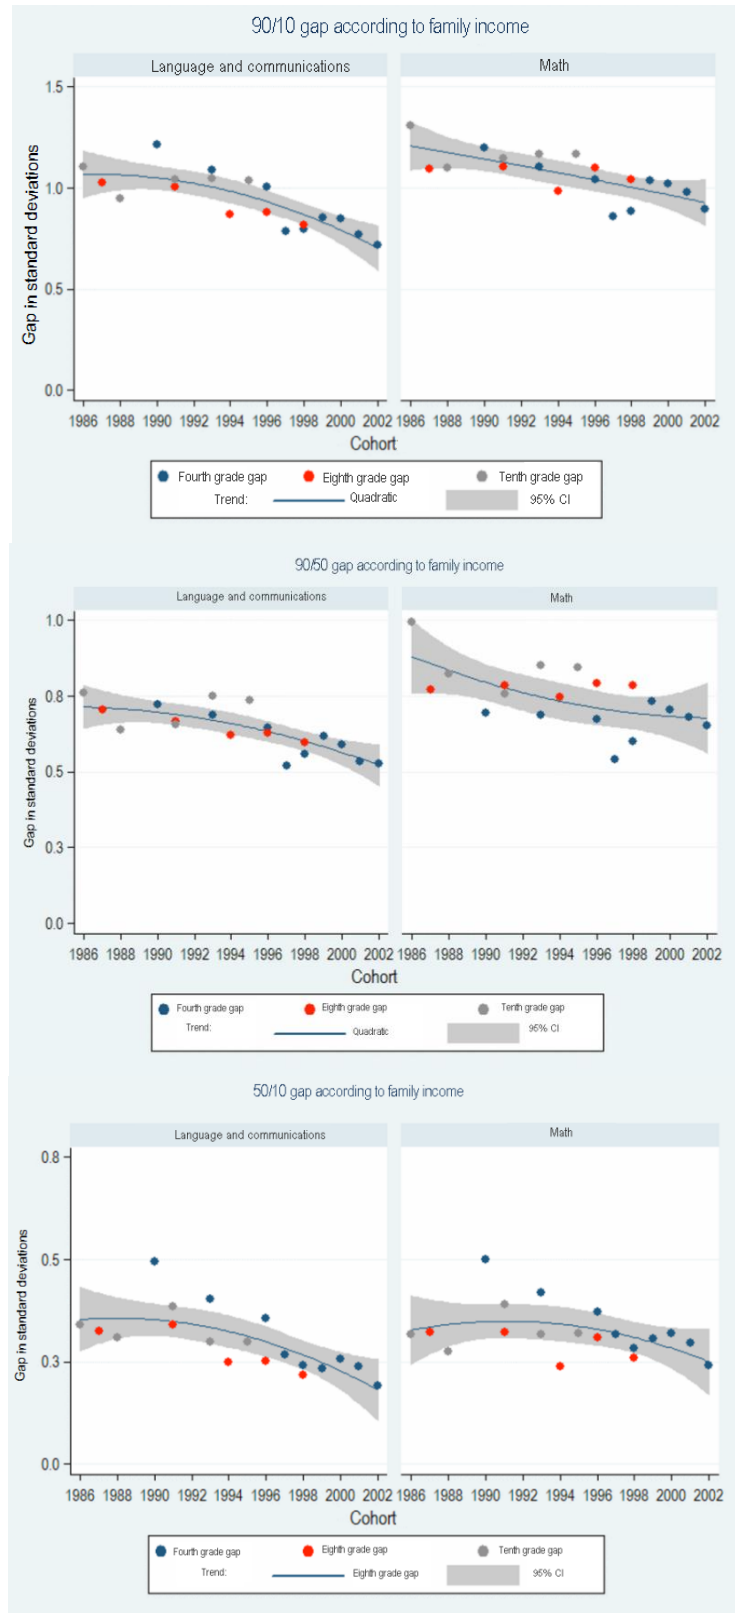 90/10 gap according to family income
Language and communications
Math
Gap in standard deviations
1.5
1.0
0.5
0.0
1986 1988 1990 1992 1994 1996 1998 2000 2002
1986 1988 1990 1992 1994 1996 1998 2000 2002
Cohort
Fourth grade gap Eighth grade gap Tenth grade gap
Trend: Quadratic 95% CI
90/50 gap according to family income
Language and communications
Math
Gap in standard deviations
1.0
0.8
0.5
0.3
0.0
1986 1988 1990 1992 1994 1996 1998 2000 2002
1986 1988 1990 1992 1994 1996 1998 2000 2002
Cohort
Fourth grade gap Eighth grade gap Tenth grade gap
Trend: Quadratic 95% CI
50/10 gap according to family income
Language and communications
Math
Gap in standard deviations
0.8
0.5
0.3
0.0
1986 1988 1990 1992 1994 1996 1998 2000 2002
1986 1988 1990 1992 1994 1996 1998 2000 2002
Cohort
Fourth grade gap Eighth grade gap Tenth grade gap
Trend: Eighth grade gap 95% CI